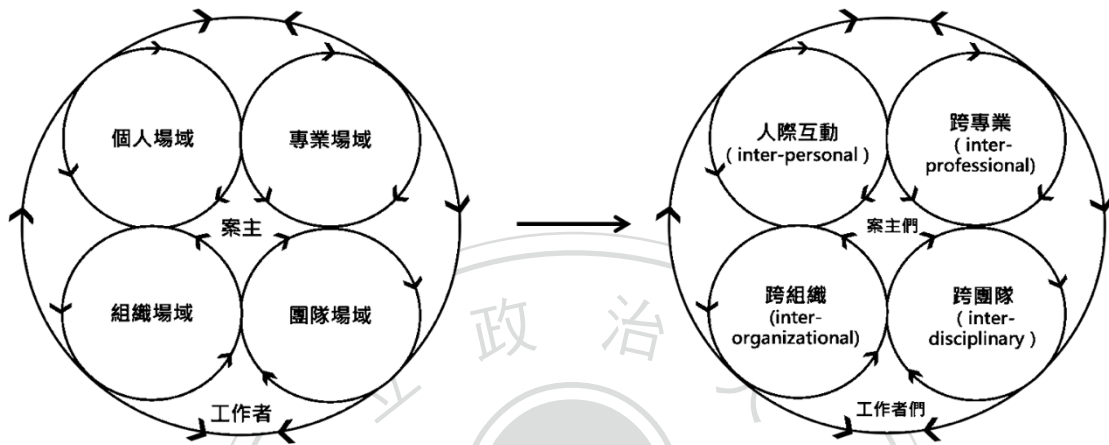 個人場域
專業場域
案主
組織場域
團隊場域
工作者
人際互動
( inter-personal )
跨專業
( inter-
professional)
案主們
跨組織
(inter-
organizational)
跨團隊
( inter-
disciplinary )
工作者們
立 政 治 大